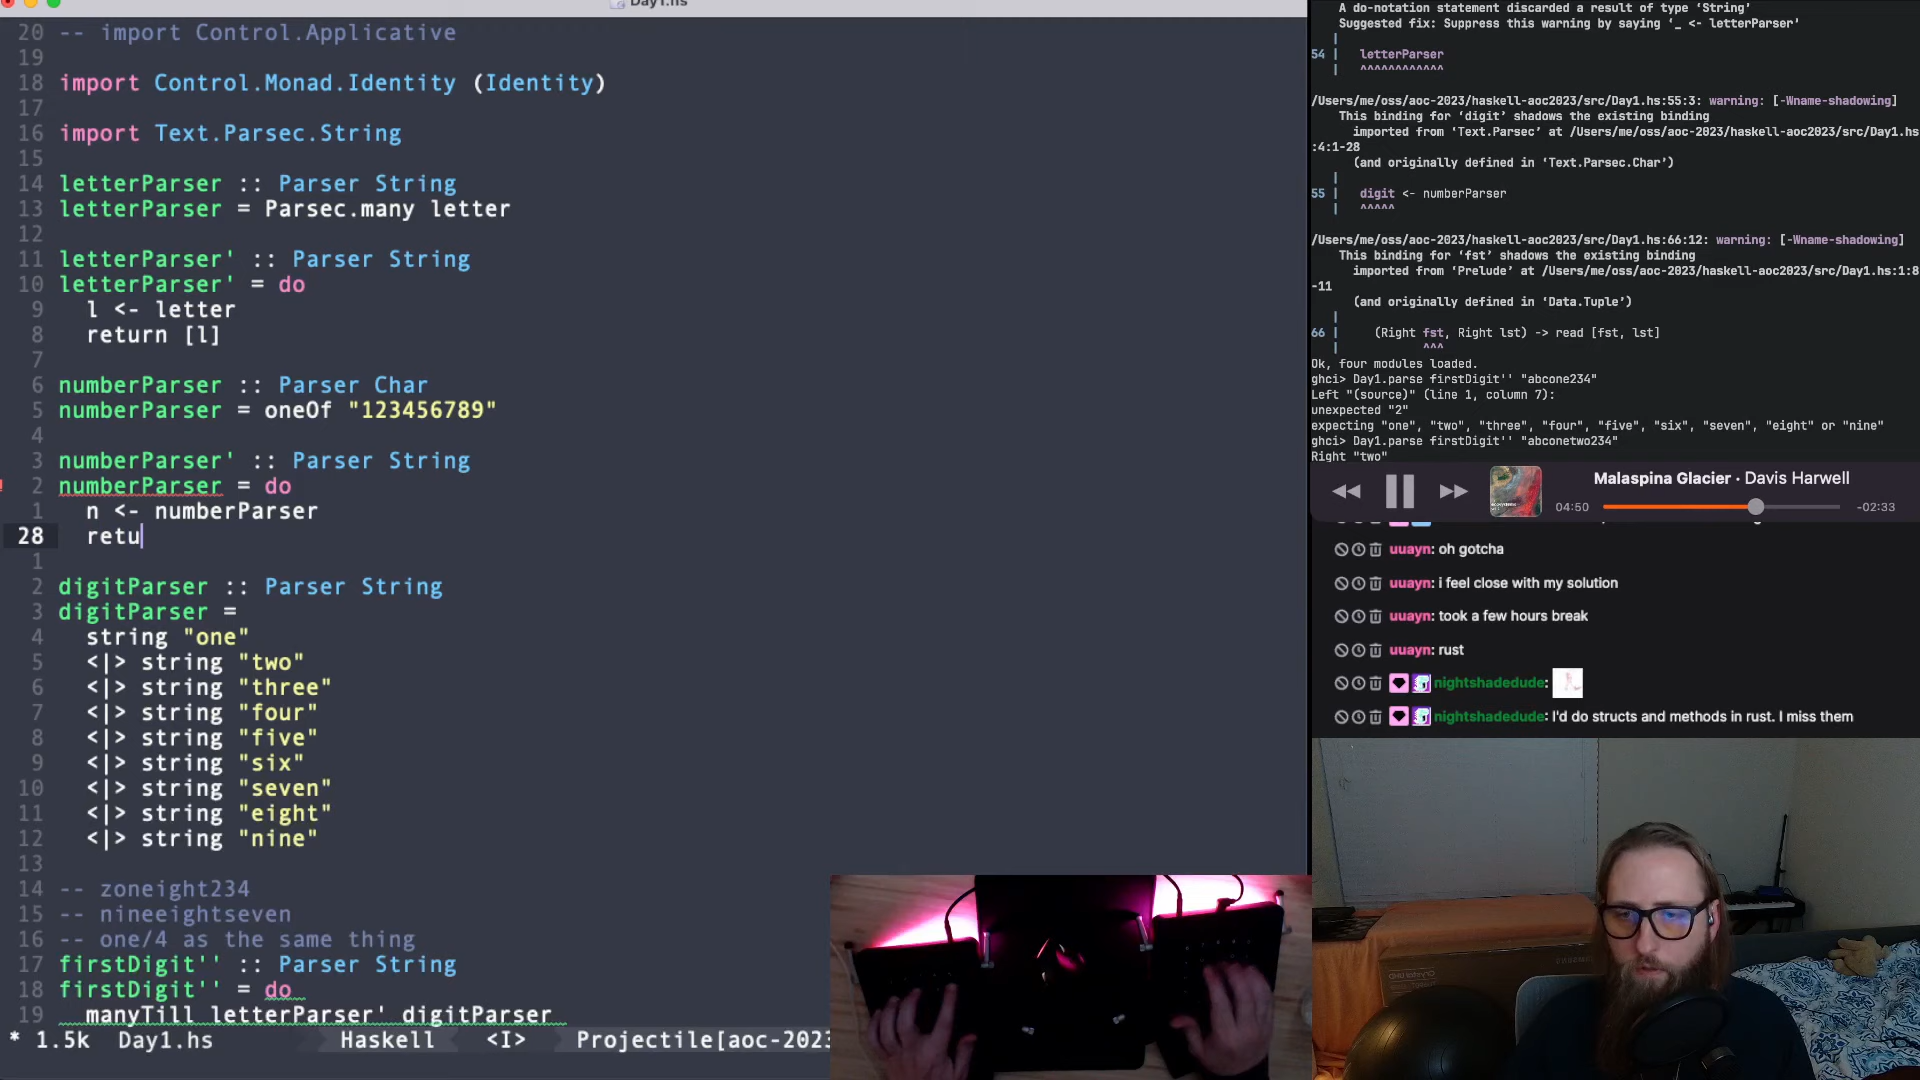 Day1.hs
20 -- import Control.Applicative
19
18 import Control.Monad.Identity (Identity)
17
16 import Text.Parsec.String
15
14 letterParser :: Parser String
13 letterParser = Parsec.many letter
12
11 letterParser' :: Parser String
10 letterParser' = do
9 l <- letter
8 return [l]
7
6 numberParser :: Parser Char
5 numberParser = oneOf "123456789"
4
3 numberParser' :: Parser String
2 numberParser = do
1 n <- numberParser
28 retu
1
2 digitParser :: Parser String
3 digitParser =
4 string "one"
5 <|> string "two"
6 <|> string "three"
7 <|> string "four"
8 <|> string "five"
9 <|> string "six"
10 <|> string "seven"
11 <|> string "eight"
12 <|> string "nine"
13
14 -- zoneight234
15 -- nineeightseven
16 -- one/4 as the same thing
17 firstDigit'' :: Parser String
18 firstDigit'' = do
19 manyTill letterParser' digitParser
* 1.5k Day1.hs Haskell <I> Projectile[aoc-2023
A do-notation statement discarded a result of type ‘String’
Suggested fix: Suppress this warning by saying ‘_ <- letterParser’
|
54 | letterParser
| ^^^^^^^^^^^^
/Users/me/oss/aoc-2023/haskell-aoc2023/src/Day1.hs:55:3: warning: [-Wname-shadowing]
This binding for ‘digit’ shadows the existing binding
imported from ‘Text.Parsec’ at /Users/me/oss/aoc-2023/haskell-aoc2023/src/Day1.hs
:4:1-28
(and originally defined in ‘Text.Parsec.Char’)
|
55 | digit <- numberParser
| ^^^^^
/Users/me/oss/aoc-2023/haskell-aoc2023/src/Day1.hs:66:12: warning: [-Wname-shadowing]
This binding for ‘fst’ shadows the existing binding
imported from ‘Prelude’ at /Users/me/oss/aoc-2023/haskell-aoc2023/src/Day1.hs:1:8
-11
(and originally defined in ‘Data.Tuple’)
|
66 | (Right fst, Right lst) -> read [fst, lst]
| ^^^
Ok, four modules loaded.
ghci> Day1.parse firstDigit'' "abcone234"
Left "(source)" (line 1, column 7):
unexpected "2"
expecting "one", "two", "three", "four", "five", "six", "seven", "eight" or "nine"
ghci> Day1.parse firstDigit'' "abconetwo234"
Right "two"
Malaspina Glacier · Davis Harwell
04:50 -02:33
uuayn: oh gotcha
uuayn: i feel close with my solution
uuayn: took a few hours break
uuayn: rust
nightshadedude:
nightshadedude: I'd do structs and methods in rust. I miss them